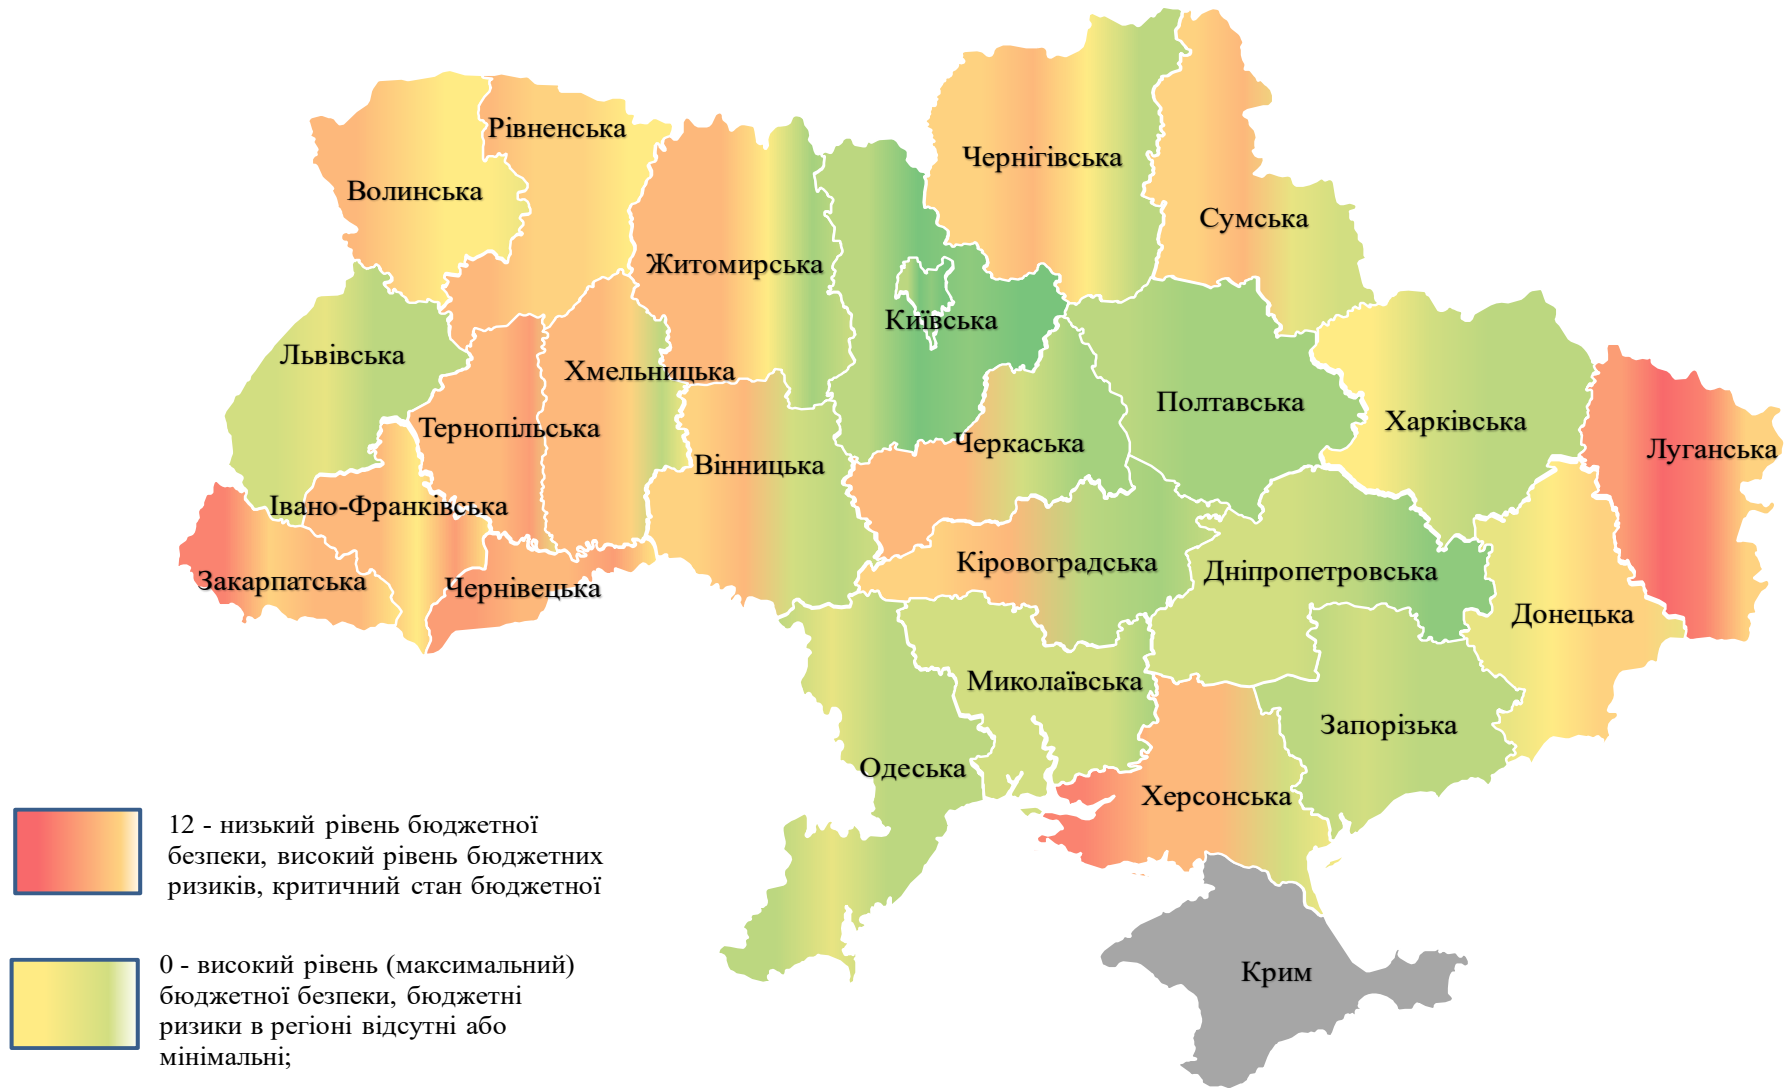 Рівненська
Волинська
Чернігівська
Сумська
Житомирська
Київська
Львівська
Хмельницька
Тернопільська
Полтавська
Харківська
Черкаська
Луганська
Вінницька
Івано-Франківська
Закарпатська
Чернівецька
Кіровоградська
Дніпропетровська
Донецька
Миколаївська
Запорізька
Одеська
Херсонська
Крим
12 - низький рівень бюджетної
безпеки, високий рівень бюджетних
ризиків, критичний стан бюджетної
0 - високий рівень (максимальний)
бюджетної безпеки, бюджетні
ризики в регіоні відсутні або
мінімальні;